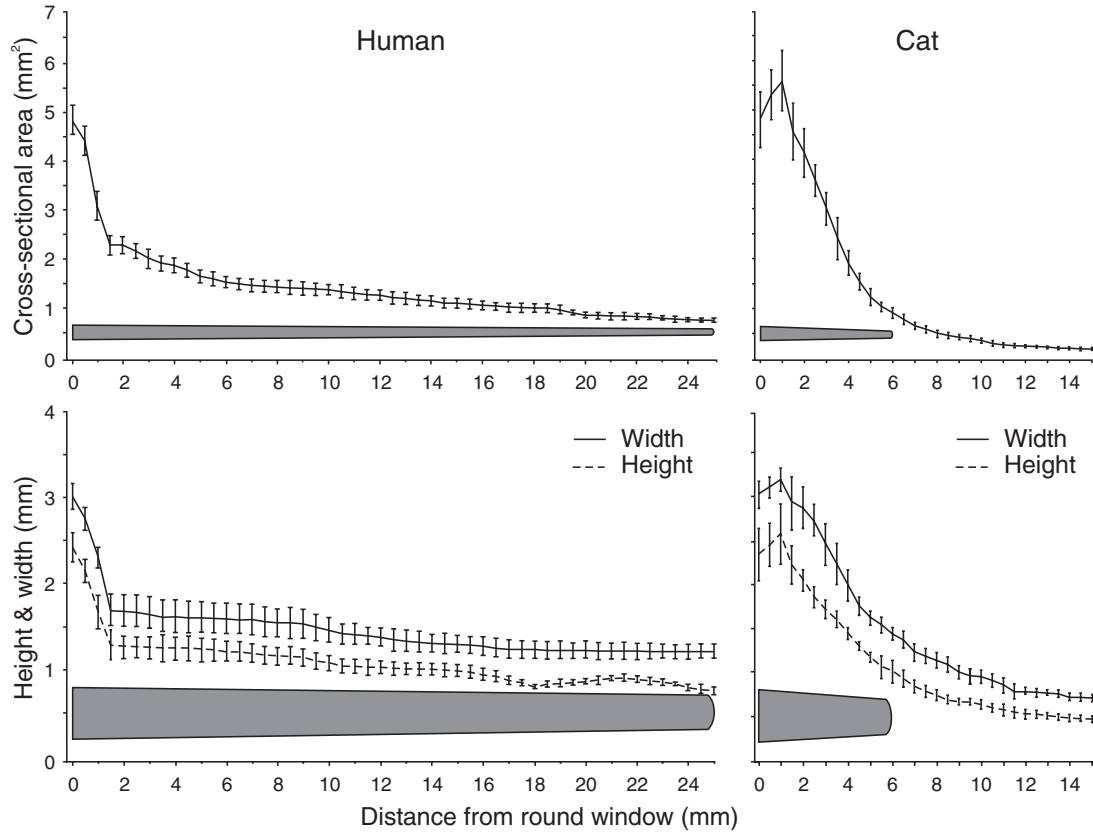 Human
Cat
Cross-sectional area (mm²)
7
6
5
4
3
2
1
0
0 2 4 6 8 10 12 14 16 18 20 22 24
0 2 4 6 8 10 12 14
Width
Height
Width
Height
Height & width (mm)
4
3
2
1
0
0 2 4 6 8 10 12 14 16 18 20 22 24
0 2 4 6 8 10 12 14
Distance from round window (mm)